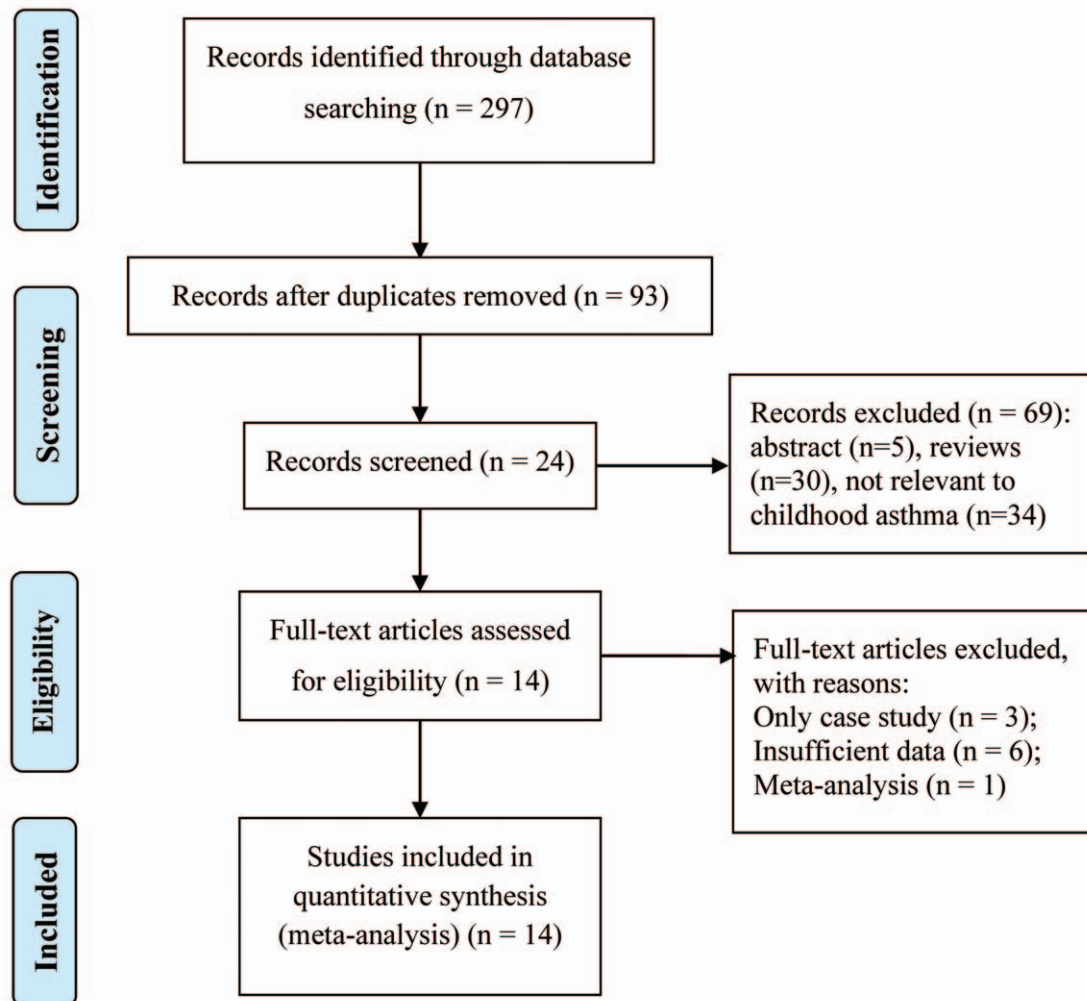 Identification
Records identified through database
searching (n = 297)
Records after duplicates removed (n = 93)
Screening
Records screened (n = 24)
Records excluded (n = 69):
abstract (n=5), reviews
(n=30), not relevant to
childhood asthma (n=34)
Eligibility
Full-text articles assessed
for eligibility (n = 14)
Full-text articles excluded,
with reasons:
Only case study (n = 3);
Insufficient data (n = 6);
Meta-analysis (n = 1)
Included
Studies included in
quantitative synthesis
(meta-analysis) (n = 14)